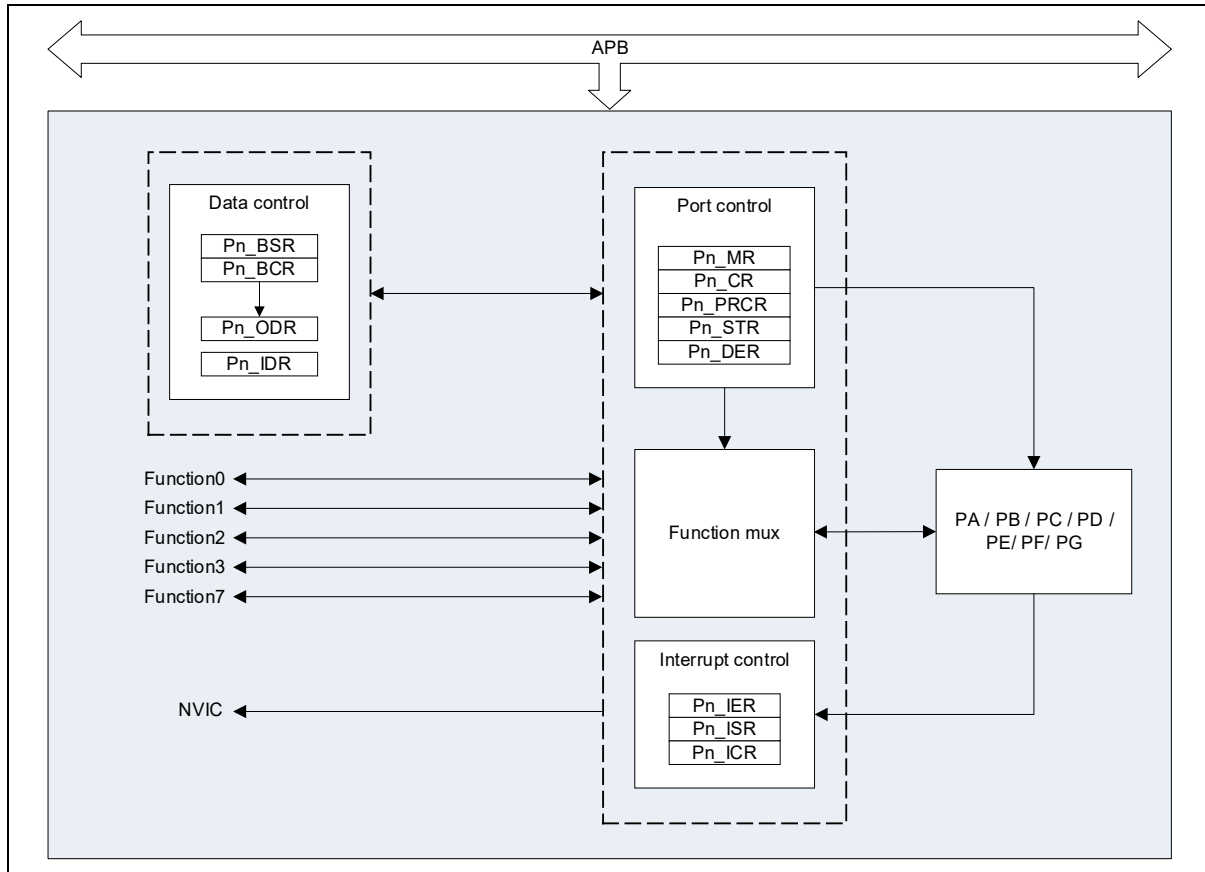 APB
Data control
Pn_BSR
Pn_BCR
Pn_ODR
Pn_IDR
Port control
Pn_MR
Pn_CR
Pn_PRCR
Pn_STR
Pn_DER
Function0
Function1
Function2
Function3
Function7
Function mux
PA / PB / PC / PD /
PE/ PF/ PG
Interrupt control
Pn_IER
Pn_ISR
Pn_ICR
NVIC